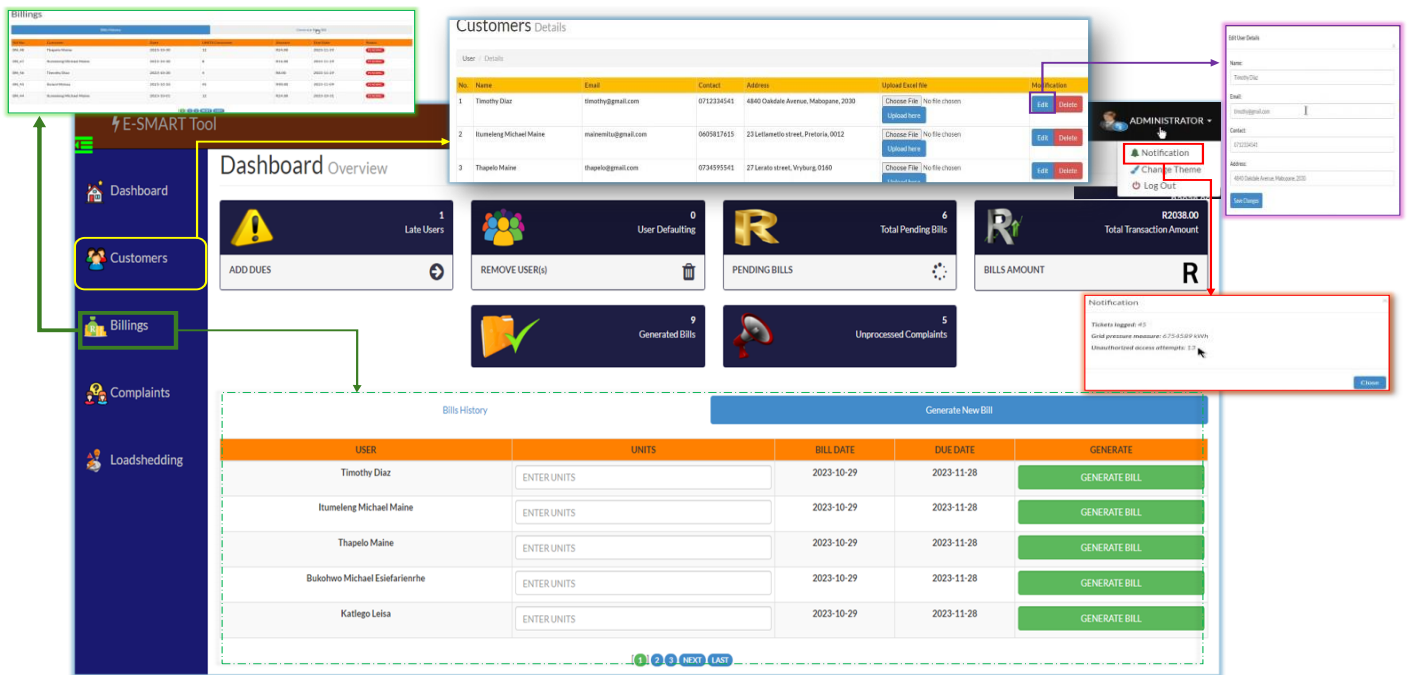 Billings
Bills History
Generate New Bill
Customers Details
User / Details
No. Name Email Contact Address Upload Excel file Modification
1 Timothy Diaz timothy@gmail.com 0712334541 4840 Oakdale Avenue, Mabopane, 2030 Choose File No file chosen Upload here Edit Delete
2 Itumeleng Michael Maine mainemitu@gmail.com 0605817615 23 Letlametlo street, Pretoria, 0012 Choose File No file chosen Upload here Edit Delete
3 Thapelo Maine thapelo@gmail.com 0734595541 27 Lerato street, Vryburg, 0160 Choose File No file chosen Upload here Edit Delete
Edit User Details
Name:
Timothy Diaz
Email:
timothy@gmail.com
Contact:
0712334541
Address:
4840 Oakdale Avenue, Mabopane, 2030
Save Changes
E-SMART Tool
ADMINISTRATOR
Notification
Change Theme
Log Out
Dashboard
Customers
Billings
Complaints
Loadshedding
Dashboard Overview
1
Late Users
ADD DUES
0
User Defaulting
REMOVE USER(s)
6
Total Pending Bills
PENDING BILLS
R2038.00
Total Transaction Amount
BILLS AMOUNT R
9
Generated Bills
5
Unprocessed Complaints
Notification
Tickets logged: 45
Grid pressure measure: 6754589 kWh
Unauthorized access attempts: 13
Close
Bills History Generate New Bill
USER UNITS BILL DATE DUE DATE GENERATE
Timothy Diaz ENTER UNITS 2023-10-29 2023-11-28 GENERATE BILL
Itumeleng Michael Maine ENTER UNITS 2023-10-29 2023-11-28 GENERATE BILL
Thapelo Maine ENTER UNITS 2023-10-29 2023-11-28 GENERATE BILL
Bukohwo Michael Esiefarienrhe ENTER UNITS 2023-10-29 2023-11-28 GENERATE BILL
Katlego Leisa ENTER UNITS 2023-10-29 2023-11-28 GENERATE BILL
[1] 2 3 NEXT LAST